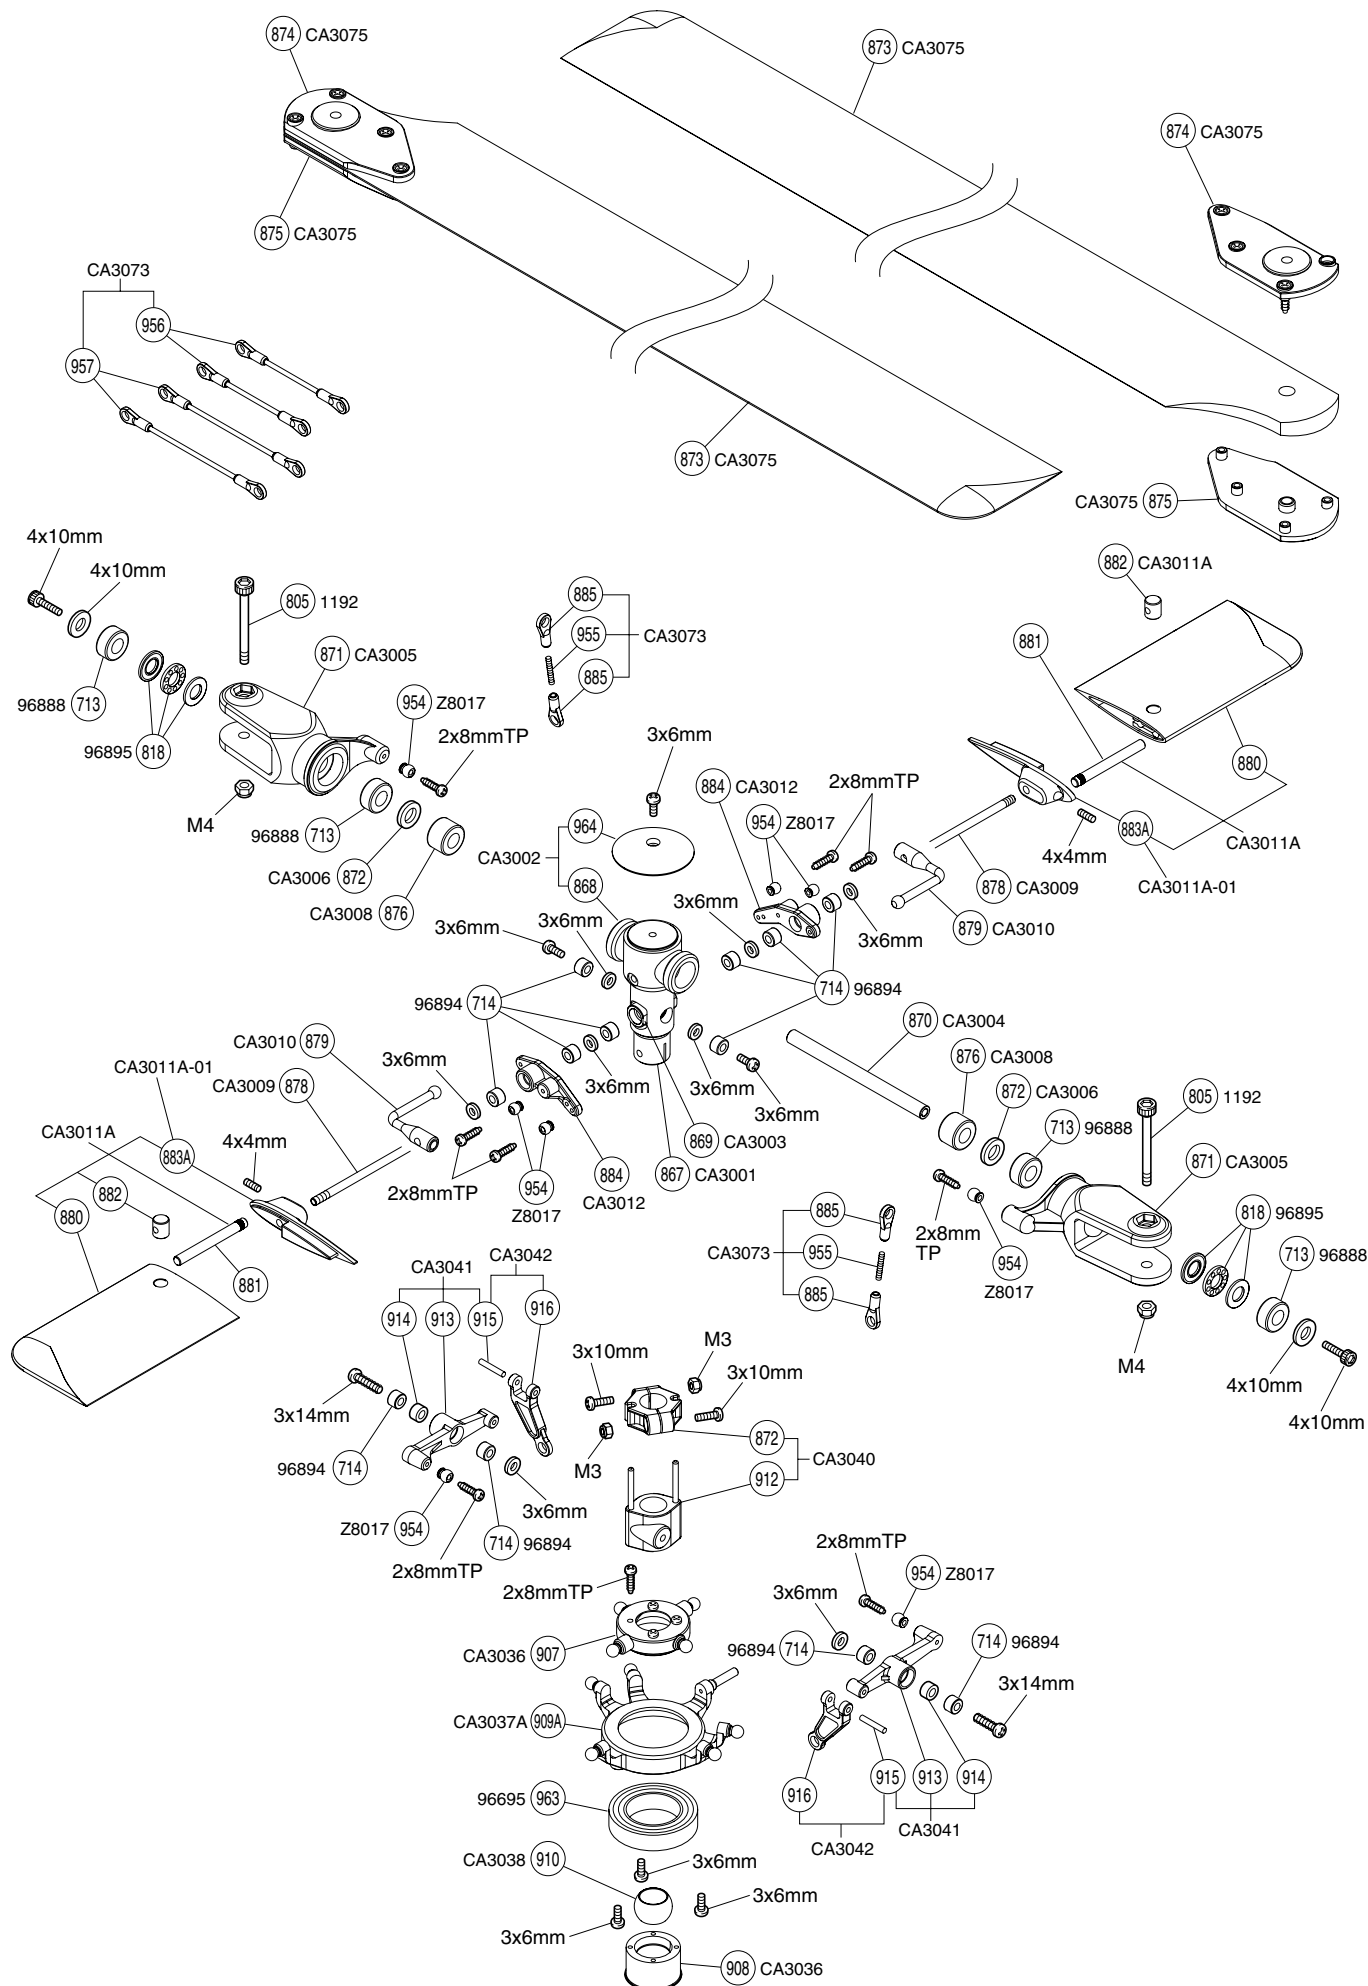 874 CA3075
873 CA3075
874 CA3075
875 CA3075
CA3073
956
957
873 CA3075
CA3075 875
4x10mm
4x10mm
805 1192
871 CA3005
96888 713
96895 818
954 Z8017
2x8mmTP
M4
96888 713
CA3006 872
CA3008 876
885
955
885
CA3073
3x6mm
882 CA3011A
881
880
884 CA3012
2x8mmTP
954 Z8017
883A
CA3011A
4x4mm
CA3011A-01
878 CA3009
879 CA3010
964
CA3002
868
3x6mm
3x6mm
3x6mm
3x6mm
96894 714
714 96894
870 CA3004
CA3010 879
3x6mm
CA3011A-01
CA3009 878
3x6mm
3x6mm
3x6mm
876 CA3008
872 CA3006
805 1192
713 96888
CA3011A
4x4mm
883A
882
880
881
869 CA3003
867 CA3001
884
CA3012
2x8mmTP
954
Z8017
871 CA3005
2x8mm
TP
954
Z8017
818 96895
713 96888
885
CA3073 955
885
M4
4x10mm
4x10mm
CA3042
CA3041
914
913
915
916
3x10mm
M3
3x10mm
3x14mm
96894 714
M3
872
CA3040
912
3x6mm
Z8017 954
714 96894
2x8mmTP
2x8mmTP
2x8mmTP
954 Z8017
3x6mm
CA3036 907
96894 714
714 96894
3x14mm
CA3037A 909A
916
915
913
914
96695 963
CA3041
CA3042
CA3038 910
3x6mm
3x6mm
3x6mm
908 CA3036